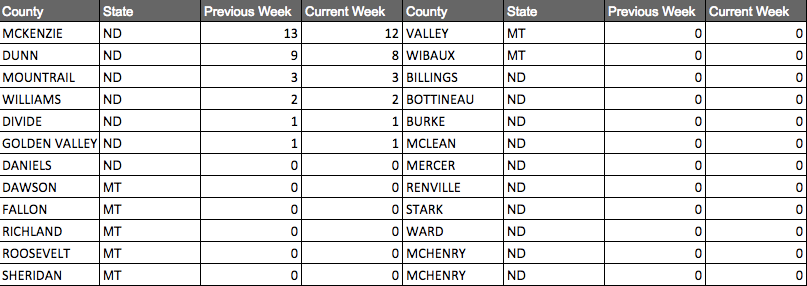 County State Previous Week Current Week County State Previous Week Current Week
MCKENZIE ND 13 12 VALLEY MT 0 0
DUNN ND 9 8 WIBAUX MT 0 0
MOUNTRAIL ND 3 3 BILLINGS ND 0 0
WILLIAMS ND 2 2 BOTTINEAU ND 0 0
DIVIDE ND 1 1 BURKE ND 0 0
GOLDEN VALLEY ND 1 1 MCLEAN ND 0 0
DANIELS ND 0 0 MERCER ND 0 0
DAWSON MT 0 0 RENVILLE ND 0 0
FALLON MT 0 0 STARK ND 0 0
RICHLAND MT 0 0 WARD ND 0 0
ROOSEVELT MT 0 0 MCHENRY ND 0 0
SHERIDAN MT 0 0 MCHENRY ND 0 0